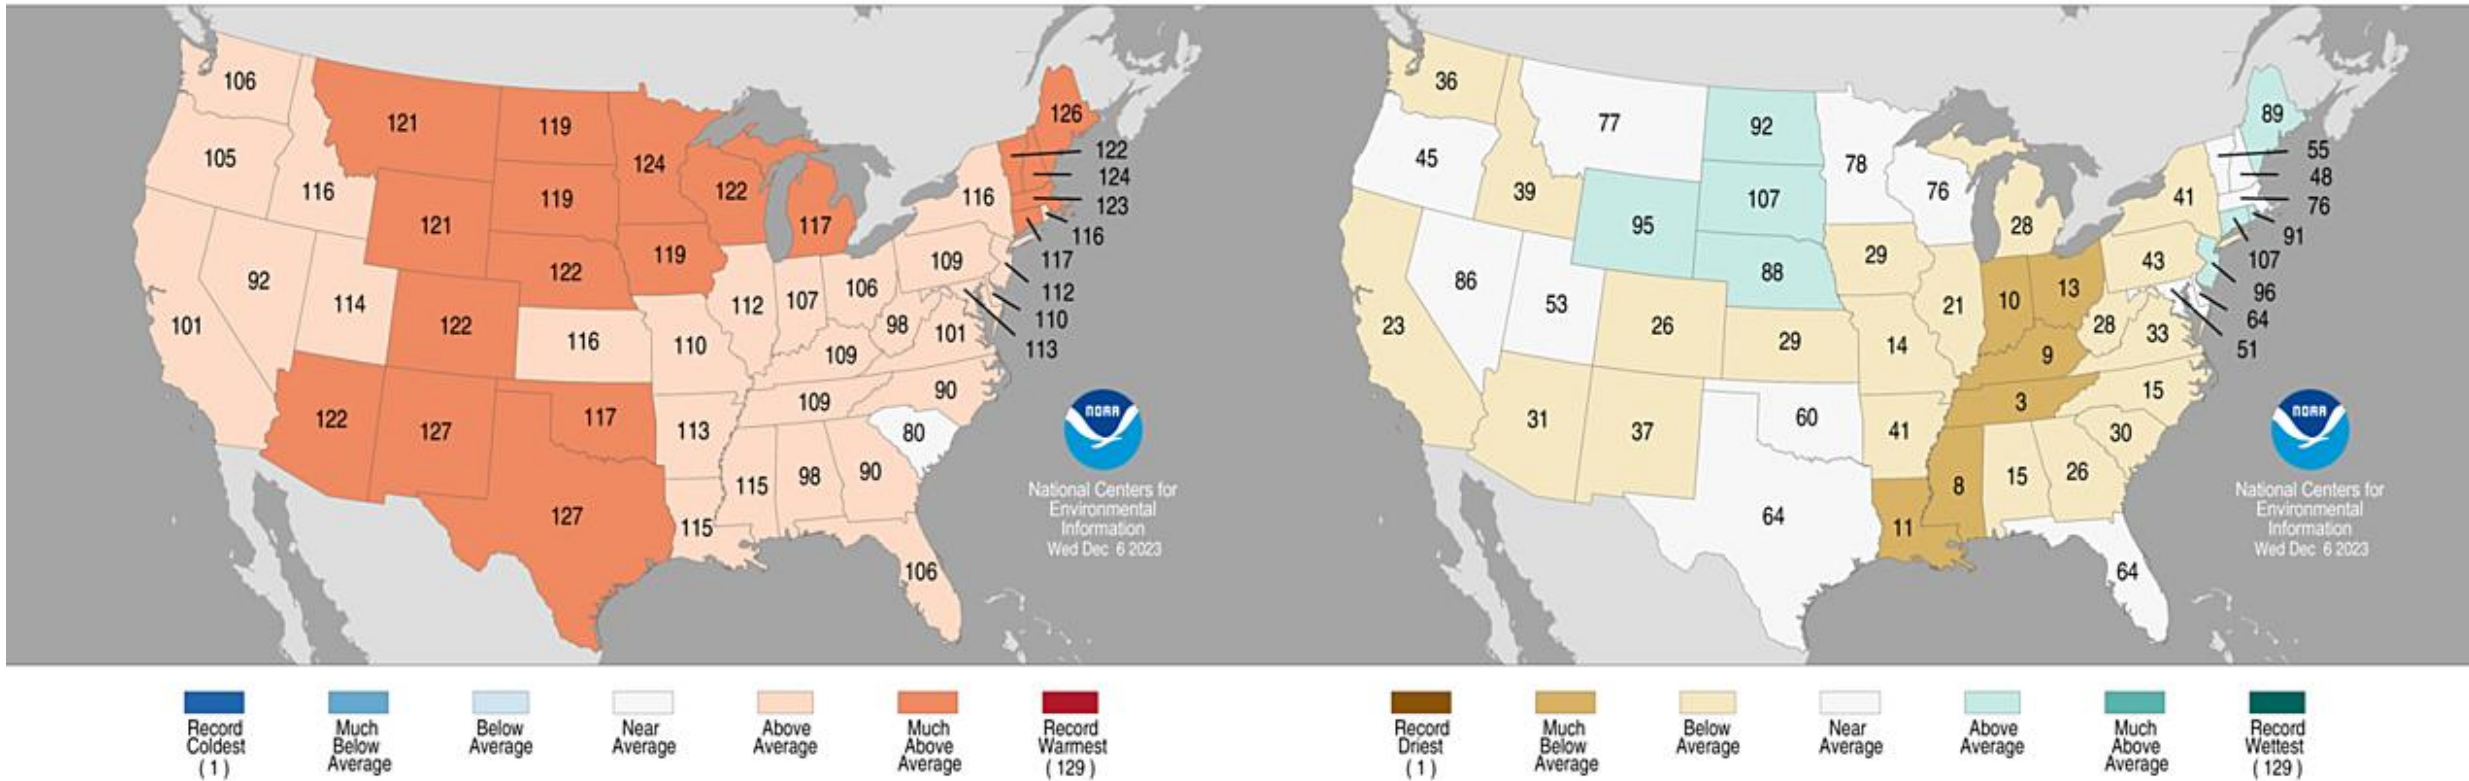 106
121
119
124
126
105
116
121
119
122
117
116
122
124
123
116
117
112
110
113
122
119
92
114
122
116
112
107
106
109
101
110
109
98
101
109
90
122
127
117
113
80
127
115
115
98
90
106
NOAA
National Centers for
Environmental
Information
Wed Dec 6 2023
Record
Coldest
(1)
Much
Below
Average
Below
Average
Near
Average
Above
Average
Much
Above
Average
Record
Warmest
(129)
36
77
92
78
89
45
39
95
107
76
28
41
55
48
76
91
107
96
64
51
88
29
86
53
26
29
21
10
13
43
23
14
9
28
33
3
15
31
37
60
41
30
64
11
8
15
26
64
NOAA
National Centers for
Environmental
Information
Wed Dec 6 2023
Record
Driest
(1)
Much
Below
Average
Below
Average
Near
Average
Above
Average
Much
Above
Average
Record
Wettest
(129)